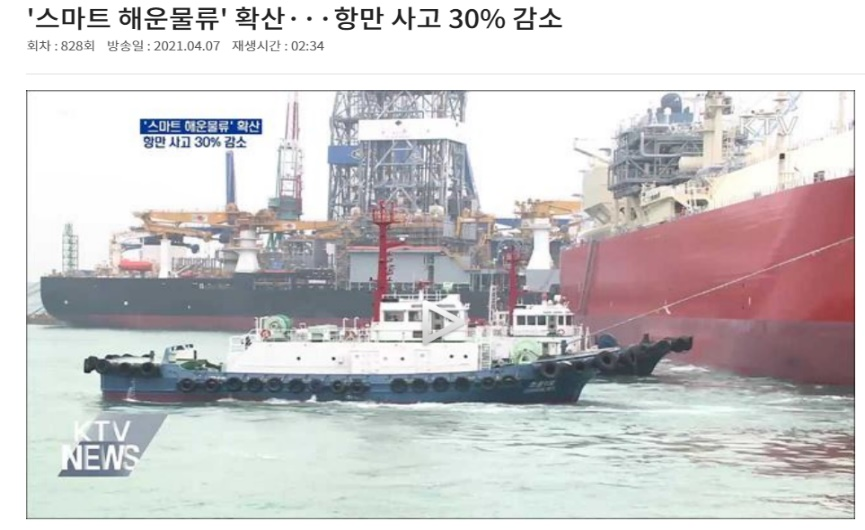 '스마트 해운물류' 확산···항만 사고 30% 감소
회차 : 828회 방송일 : 2021.04.07 재생시간 : 02:34
'스마트 해운물류' 확산
항만 사고 30% 감소
KTV
KTV
NEWS